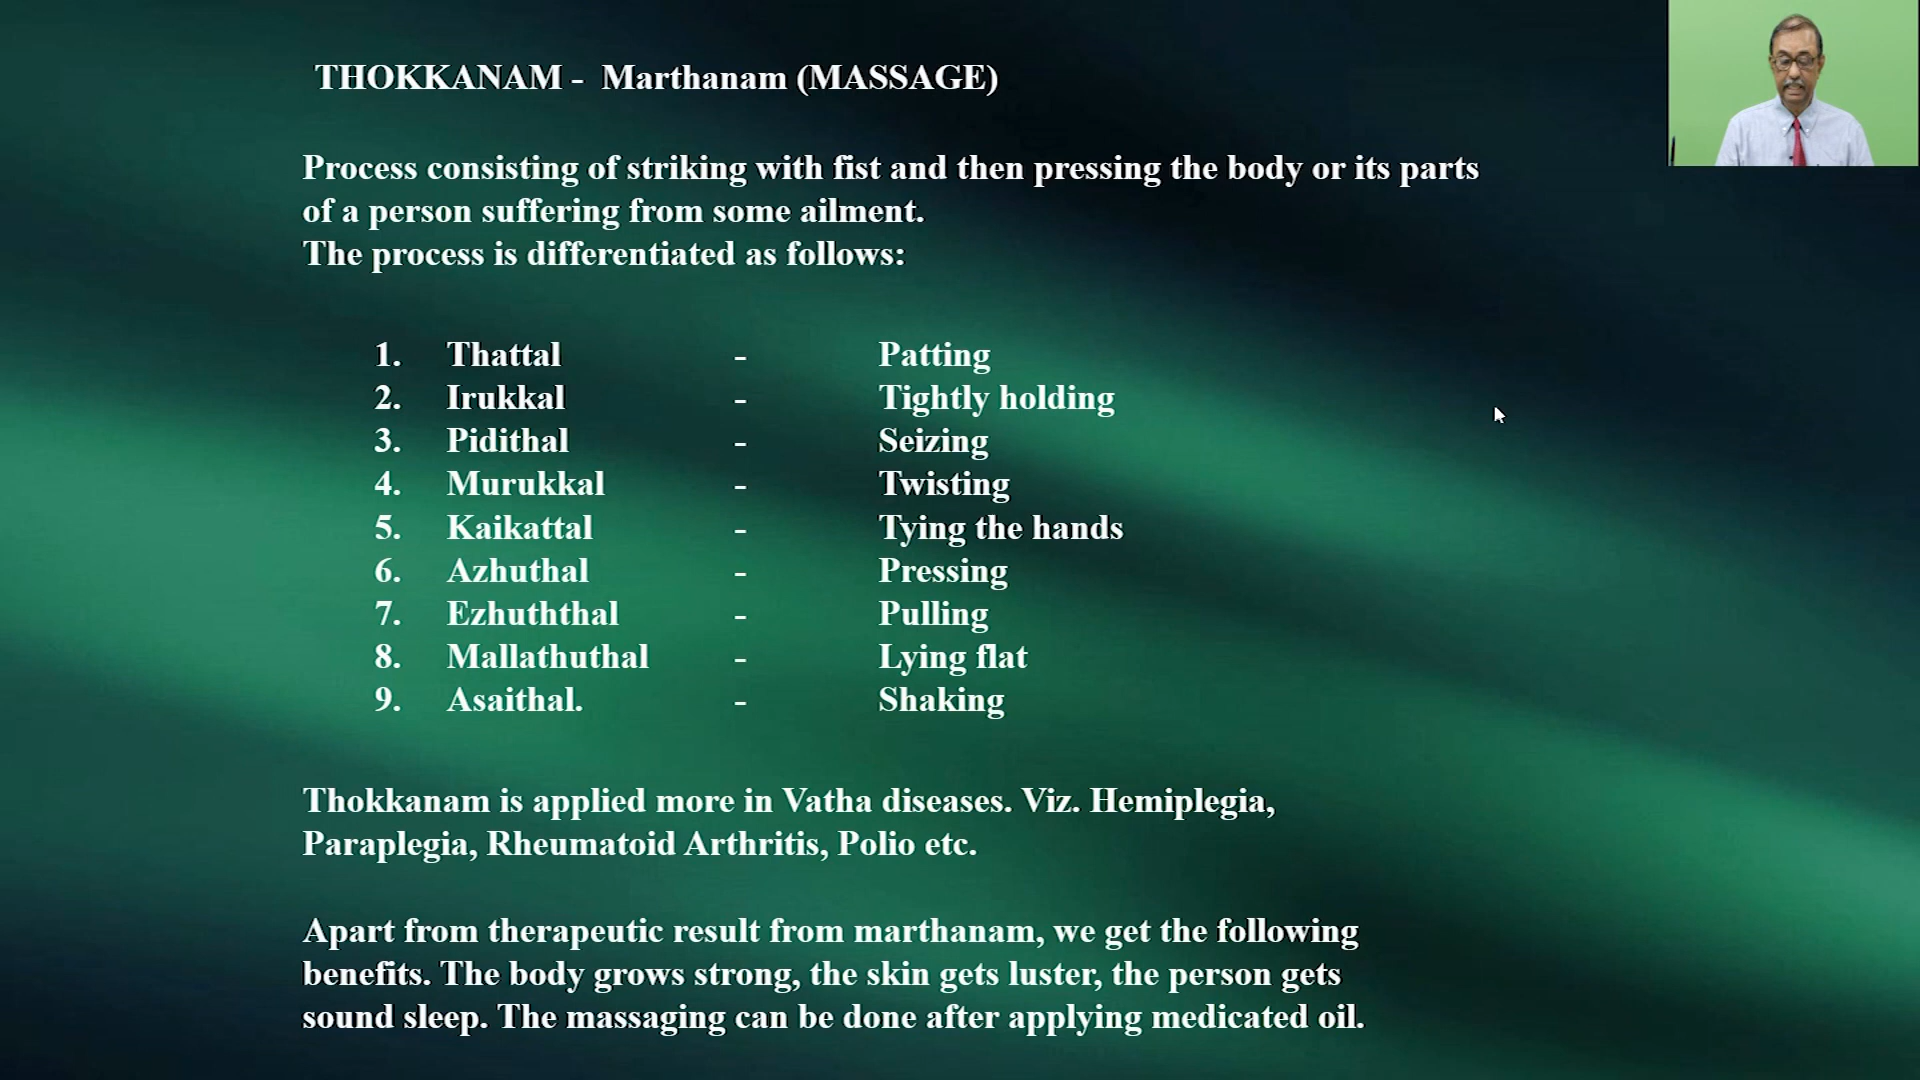 THOKKANAM - Marthanam (MASSAGE)
Process consisting of striking with fist and then pressing the body or its parts
of a person suffering from some ailment.
The process is differentiated as follows:
1. Thattal - Patting
2. Irukkal - Tightly holding
3. Pidithal - Seizing
4. Murukkal - Twisting
5. Kaikattal - Tying the hands
6. Azhuthal - Pressing
7. Ezhuththal - Pulling
8. Mallathuthal - Lying flat
9. Asaithal. - Shaking
Thokkanam is applied more in Vatha diseases. Viz. Hemiplegia,
Paraplegia, Rheumatoid Arthritis, Polio etc.
Apart from therapeutic result from marthanam, we get the following
benefits. The body grows strong, the skin gets luster, the person gets
sound sleep. The massaging can be done after applying medicated oil.